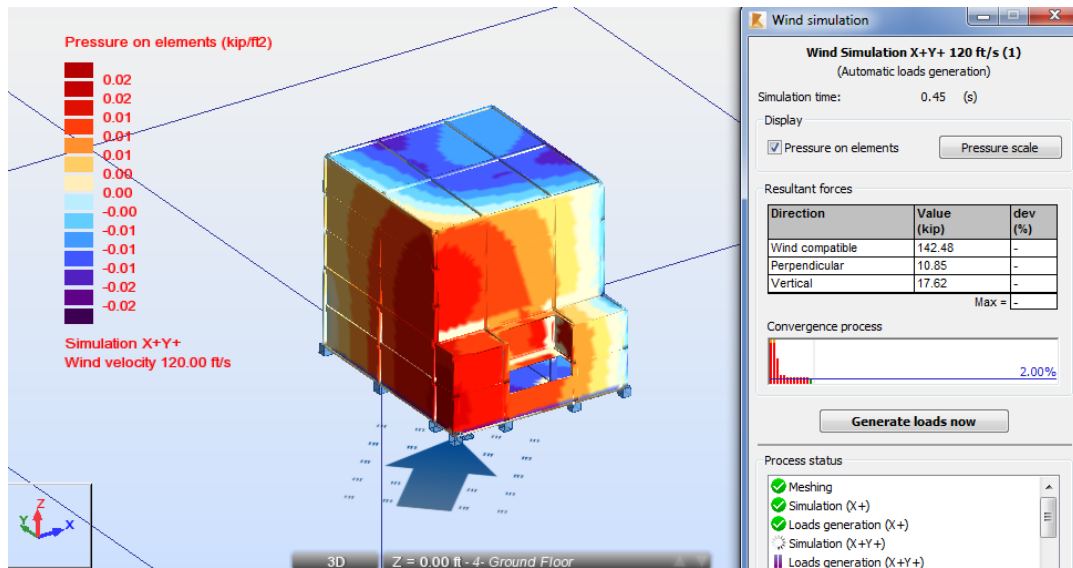 Pressure on elements (kip/ft2)
0.02
0.02
0.01
0.01
0.01
0.00
0.00
-0.00
-0.01
-0.01
-0.01
-0.02
-0.02
Simulation X+Y+
Wind velocity 120.00 ft/s
Z
Y
X
3D Z = 0.00 ft - 4- Ground Floor
Wind simulation
Wind Simulation X+Y+ 120 ft/s (1)
(Automatic loads generation)
Simulation time: 0.45 (s)
Display
Pressure on elements Pressure scale
Resultant forces
Direction Value (kip) dev (%)
Wind compatible 142.48 -
Perpendicular 10.85 -
Vertical 17.62 -
Max = -
Convergence process
2.00%
Generate loads now
Process status
Meshing
Simulation (X+)
Loads generation (X+)
Simulation (X+Y+)
Loads generation (X+Y+)